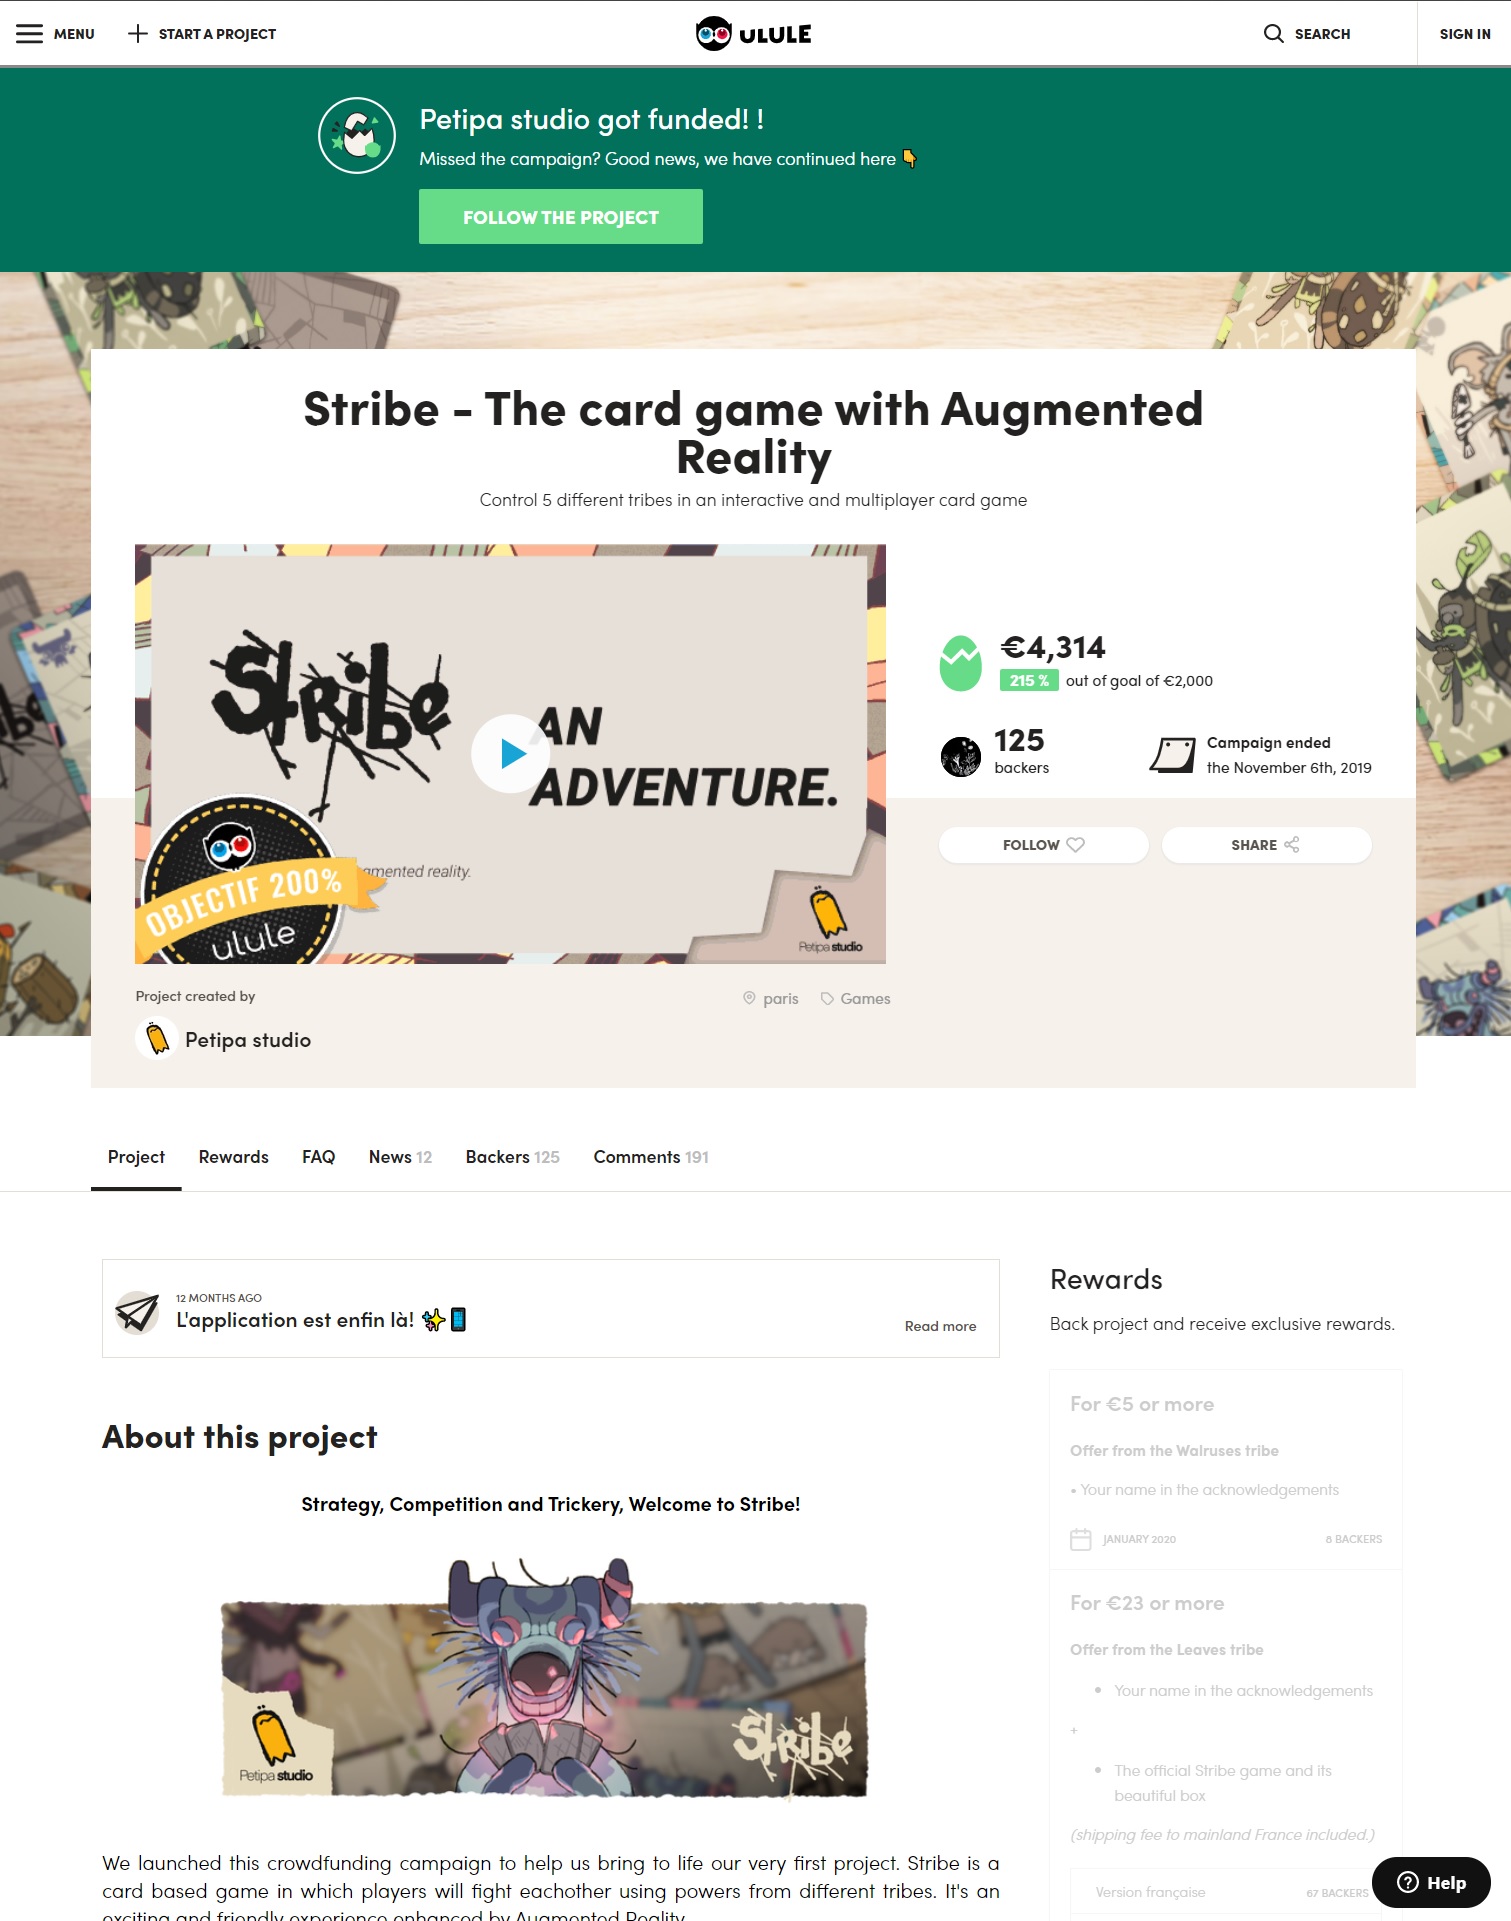 MENU
START A PROJECT
ULULE
SEARCH
SIGN IN
Petipa studio got funded! !
Missed the campaign? Good news, we have continued here 👇
FOLLOW THE PROJECT
Stribe - The card game with Augmented
Reality
Control 5 different tribes in an interactive and multiplayer card game
Stribe
AN
ADVENTURE.
gmented reality.
OBJECTIF 200%
ulule
Petipa studio
€4,314
215 % out of goal of €2,000
125
backers
Campaign ended
the November 6th, 2019
FOLLOW
SHARE
Project created by
Petipa studio
paris
Games
Project
Rewards
FAQ
News 12
Backers 125
Comments 191
12 MONTHS AGO
L'application est enfin là! ✨📱
Read more
About this project
Strategy, Competition and Trickery, Welcome to Stribe!
Petipa studio
Stribe
We launched this crowdfunding campaign to help us bring to life our very first project. Stribe is a
card based game in which players will fight eachother using powers from different tribes. It's an
exciting and friendly experience enhanced by Augmented Reality
Rewards
Back project and receive exclusive rewards.
For €5 or more
Offer from the Walruses tribe
• Your name in the acknowledgements
JANUARY 2020
8 BACKERS
For €23 or more
Offer from the Leaves tribe
• Your name in the acknowledgements
+
• The official Stribe game and its
beautiful box
(shipping fee to mainland France included.)
Version française
67 BACKERS
Help